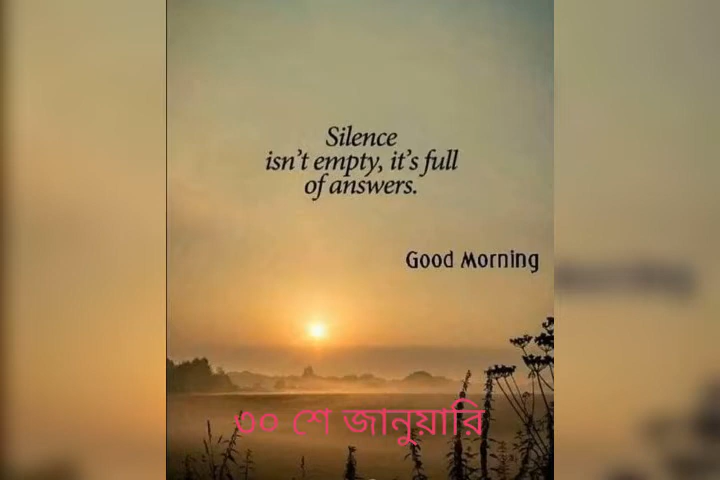 Silence
isn't empty, it's full
of answers.
Good Morning
৩০ শে জানুয়ারি